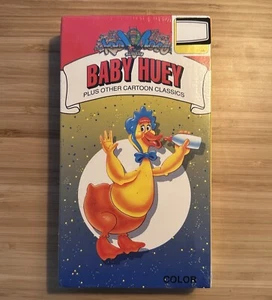 BABY HUEY
PLUS OTHER CARTOON CLASSICS
COLOR